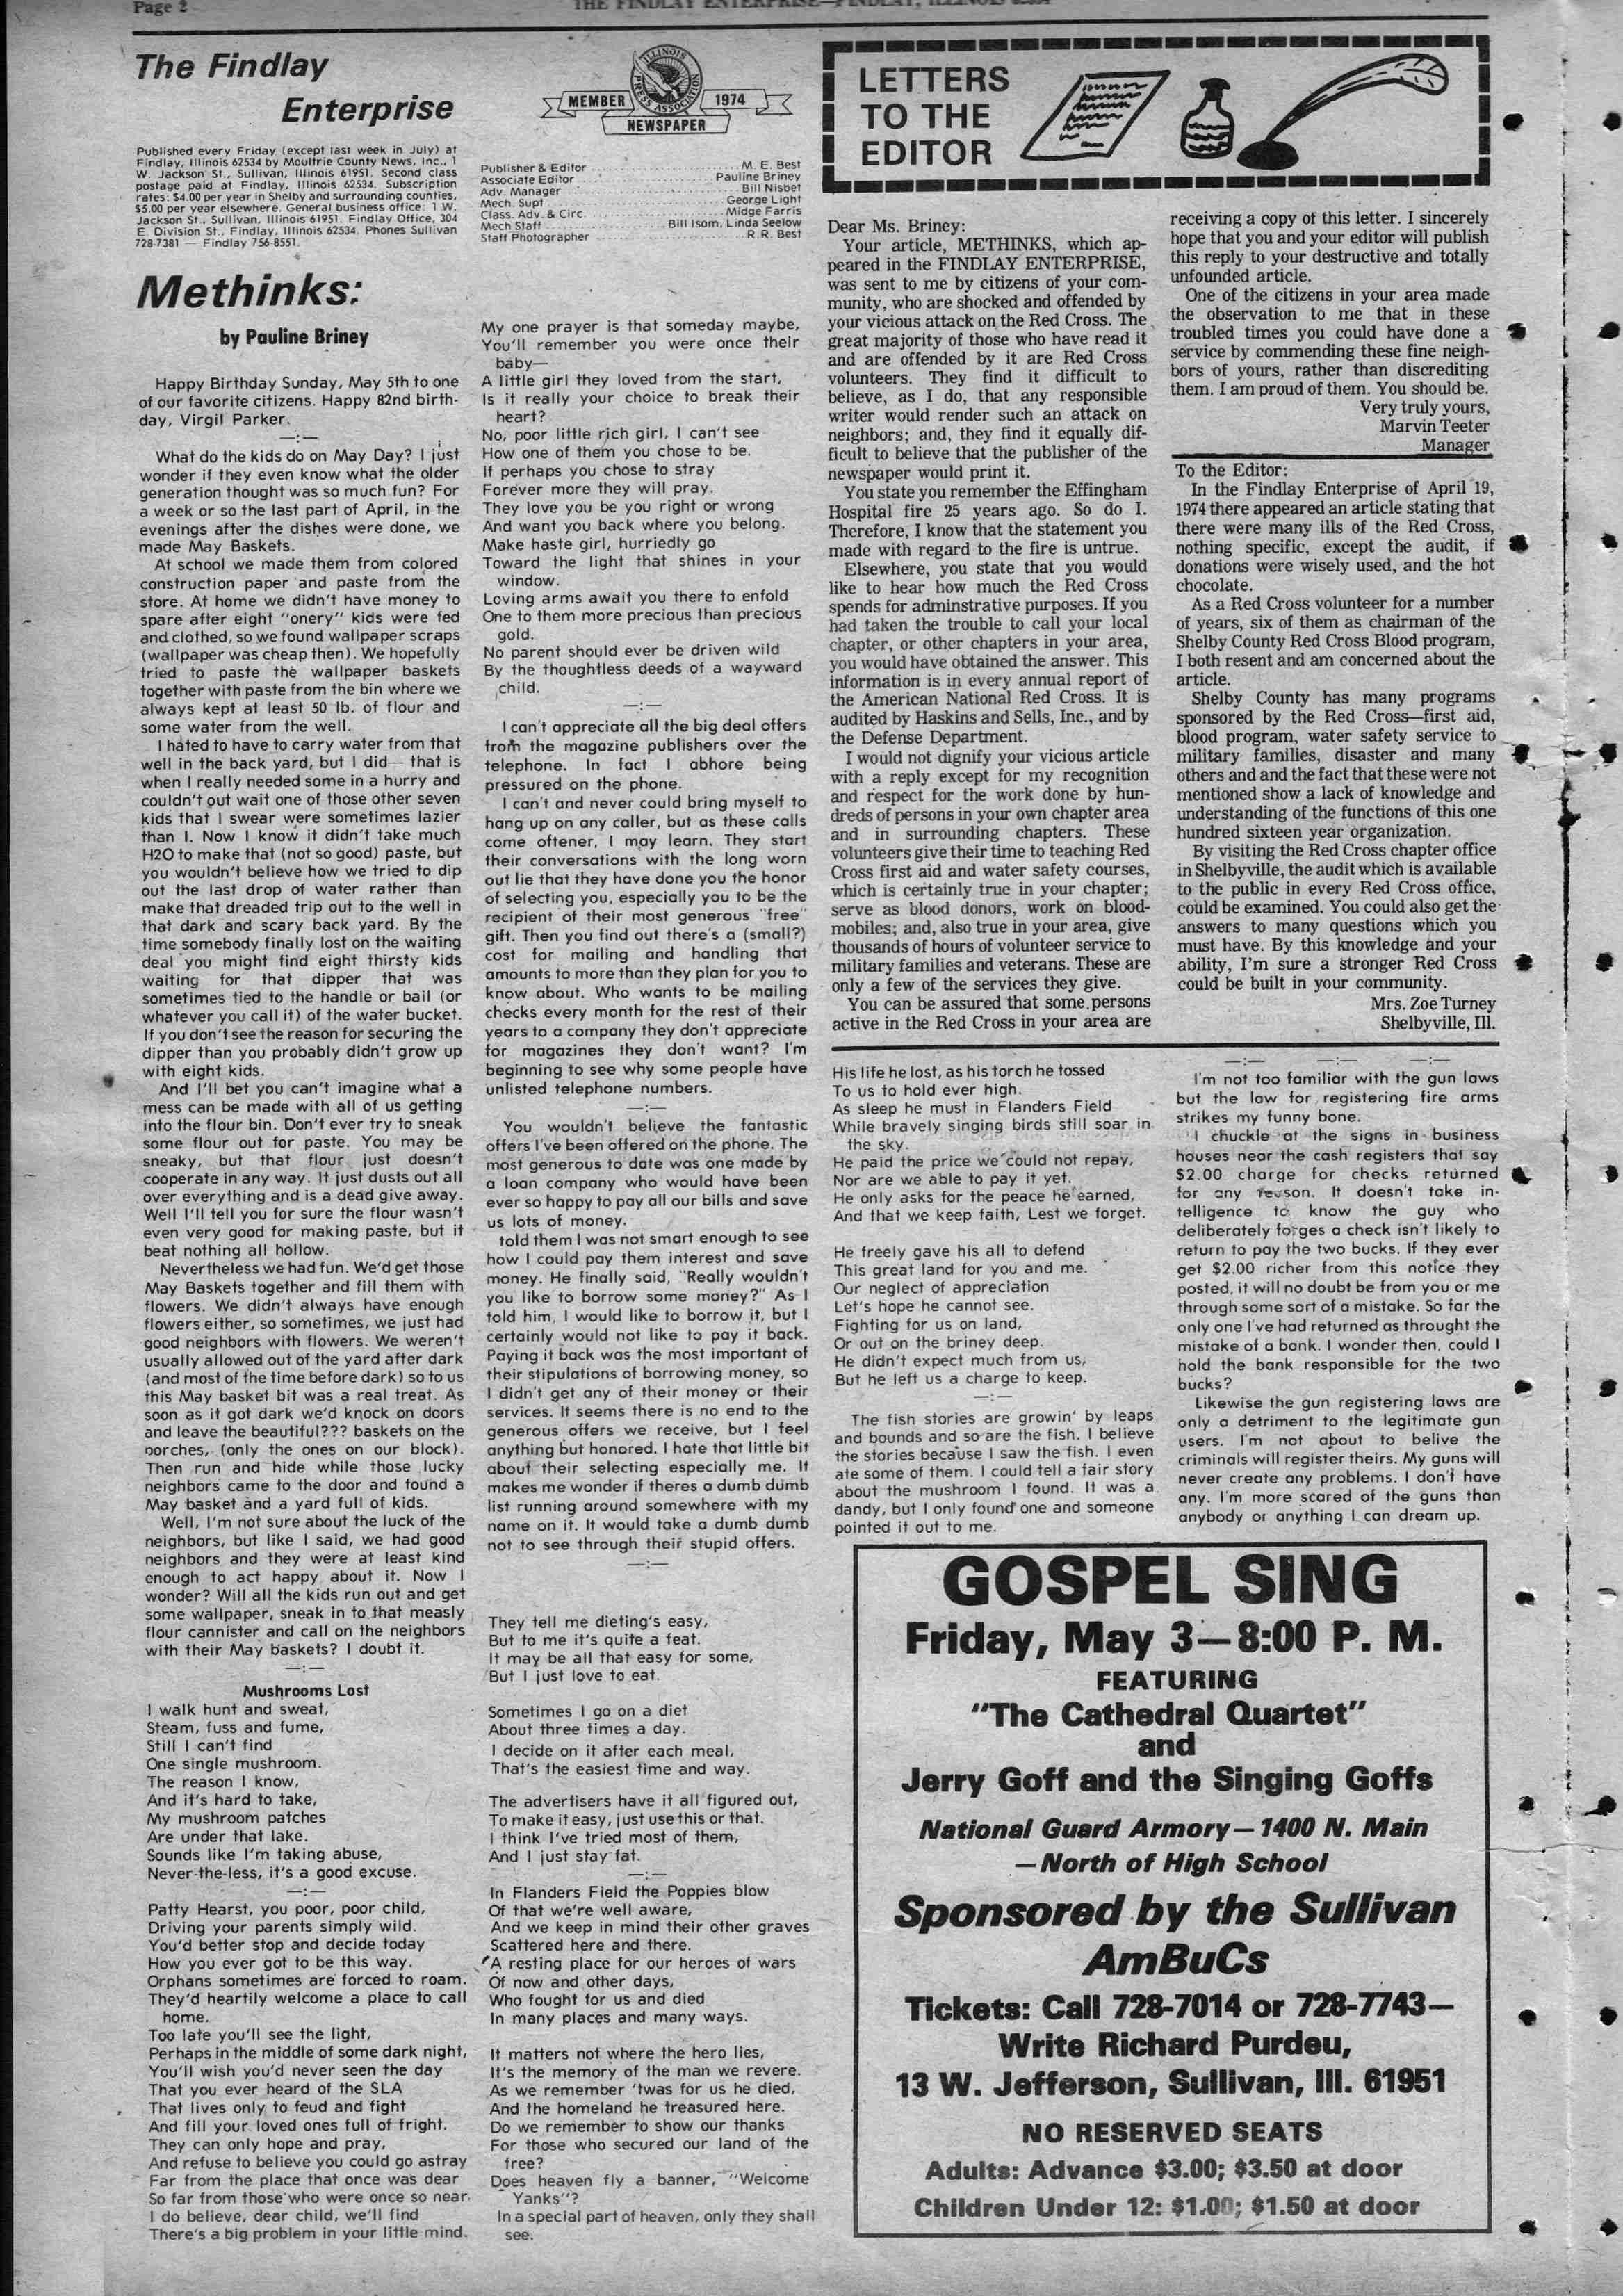 Page 2
THE FINDLAY ENTERPRISE—FINDLAY, ILLINOIS
The Findlay
Enterprise
Published every Friday (except last week in July) at
Findlay, Illinois 62534 by Moultrie County News, Inc., 1
W. Jackson St., Sullivan, Illinois 61951. Second class
postage paid at Findlay, Illinois 62534. Subscription
rates: $4.00 per year in Shelby and surrounding counties,
$5.00 per year elsewhere. General business office: 1 W.
Jackson St., Sullivan, Illinois 61951. Findlay Office, 304
E. Division St., Findlay, Illinois 62534. Phones Sullivan
728-7381 — Findlay 756-8551.
ILLINOIS
PRESS ASSOCIATION
MEMBER 1974
NEWSPAPER
Publisher & Editor M. E. Best
Associate Editor Pauline Briney
Adv. Manager Bill Nisbet
Mech. Supt George Light
Class. Adv. & Circ. Midge Farris
Mech Staff Bill Isom, Linda Seelow
Staff Photographer R.R. Best
Methinks:
by Pauline Briney
Happy Birthday Sunday, May 5th to one
of our favorite citizens. Happy 82nd birth-
day, Virgil Parker.
—:—
What do the kids do on May Day? I just
wonder if they even know what the older
generation thought was so much fun? For
a week or so the last part of April, in the
evenings after the dishes were done, we
made May Baskets.
At school we made them from colored
construction paper and paste from the
store. At home we didn't have money to
spare after eight "onery" kids were fed
and clothed, so we found wallpaper scraps
(wallpaper was cheap then). We hopefully
tried to paste the wallpaper baskets
together with paste from the bin where we
always kept at least 50 lb. of flour and
some water from the well.
I hated to have to carry water from that
well in the back yard, but I did— that is
when I really needed some in a hurry and
couldn't out wait one of those other seven
kids that I swear were sometimes lazier
than I. Now I know it didn't take much
H2O to make that (not so good) paste, but
you wouldn't believe how we tried to dip
out the last drop of water rather than
make that dreaded trip out to the well in
that dark and scary back yard. By the
time somebody finally lost on the waiting
deal you might find eight thirsty kids
waiting for that dipper that was
sometimes tied to the handle or bail (or
whatever you call it) of the water bucket.
If you don't see the reason for securing the
dipper than you probably didn't grow up
with eight kids.
And I'll bet you can't imagine what a
mess can be made with all of us getting
into the flour bin. Don't ever try to sneak
some flour out for paste. You may be
sneaky, but that flour just doesn't
cooperate in any way. It just dusts out all
over everything and is a dead give away.
Well I'll tell you for sure the flour wasn't
even very good for making paste, but it
beat nothing all hollow.
Nevertheless we had fun. We'd get those
May Baskets together and fill them with
flowers. We didn't always have enough
flowers either, so sometimes, we just had
good neighbors with flowers. We weren't
usually allowed out of the yard after dark
(and most of the time before dark) so to us
this May basket bit was a real treat. As
soon as it got dark we'd knock on doors
and leave the beautiful??? baskets on the
porches, (only the ones on our block).
Then run and hide while those lucky
neighbors came to the door and found a
May basket and a yard full of kids.
Well, I'm not sure about the luck of the
neighbors, but like I said, we had good
neighbors and they were at least kind
enough to act happy about it. Now I
wonder? Will all the kids run out and get
some wallpaper, sneak in to that measly
flour cannister and call on the neighbors
with their May baskets? I doubt it.
—:—
Mushrooms Lost
I walk hunt and sweat,
Steam, fuss and fume,
Still I can't find
One single mushroom.
The reason I know,
And it's hard to take,
My mushroom patches
Are under that lake.
Sounds like I'm taking abuse,
Never-the-less, it's a good excuse.
—:—
Patty Hearst, you poor, poor child,
Driving your parents simply wild.
You'd better stop and decide today
How you ever got to be this way.
Orphans sometimes are forced to roam.
They'd heartily welcome a place to call
home.
Too late you'll see the light,
Perhaps in the middle of some dark night,
You'll wish you'd never seen the day
That you ever heard of the SLA
That lives only to feud and fight
And fill your loved ones full of fright.
They can only hope and pray,
And refuse to believe you could go astray
Far from the place that once was dear
So far from those who were once so near.
I do believe, dear child, we'll find
There's a big problem in your little mind.
My one prayer is that someday maybe,
You'll remember you were once their
baby—
A little girl they loved from the start,
Is it really your choice to break their
heart?
No, poor little rich girl, I can't see
How one of them you chose to be.
If perhaps you chose to stray
Forever more they will pray.
They love you be you right or wrong
And want you back where you belong.
Make haste girl, hurriedly go
Toward the light that shines in your
window.
Loving arms await you there to enfold
One to them more precious than precious
gold.
No parent should ever be driven wild
By the thoughtless deeds of a wayward
child.
—:—
I can't appreciate all the big deal offers
from the magazine publishers over the
telephone. In fact I abhore being
pressured on the phone.
I can't and never could bring myself to
hang up on any caller, but as these calls
come oftener, I may learn. They start
their conversations with the long worn
out lie that they have done you the honor
of selecting you, especially you to be the
recipient of their most generous "free"
gift. Then you find out there's a (small?)
cost for mailing and handling that
amounts to more than they plan for you to
know about. Who wants to be mailing
checks every month for the rest of their
years to a company they don't appreciate
for magazines they don't want? I'm
beginning to see why some people have
unlisted telephone numbers.
—:—
You wouldn't believe the fantastic
offers I've been offered on the phone. The
most generous to date was one made by
a loan company who would have been
ever so happy to pay all our bills and save
us lots of money.
told them I was not smart enough to see
how I could pay them interest and save
money. He finally said, "Really wouldn't
you like to borrow some money?" As I
told him, I would like to borrow it, but I
certainly would not like to pay it back.
Paying it back was the most important of
their stipulations of borrowing money, so
I didn't get any of their money or their
services. It seems there is no end to the
generous offers we receive, but I feel
anything but honored. I hate that little bit
about their selecting especially me. It
makes me wonder if theres a dumb dumb
list running around somewhere with my
name on it. It would take a dumb dumb
not to see through their stupid offers.
—:—
They tell me dieting's easy,
But to me it's quite a feat.
It may be all that easy for some,
But I just love to eat.
Sometimes I go on a diet
About three times a day.
I decide on it after each meal,
That's the easiest time and way.
The advertisers have it all figured out,
To make it easy, just use this or that.
I think I've tried most of them,
And I just stay fat.
—:—
In Flanders Field the Poppies blow
Of that we're well aware,
And we keep in mind their other graves
Scattered here and there.
A resting place for our heroes of wars
Of now and other days,
Who fought for us and died
In many places and many ways.
It matters not where the hero lies,
It's the memory of the man we revere.
As we remember 'twas for us he died,
And the homeland he treasured here.
Do we remember to show our thanks
For those who secured our land of the
free?
Does heaven fly a banner, "Welcome
Yanks"?
In a special part of heaven, only they shall
see.
LETTERS
TO THE
EDITOR
Dear Ms. Briney:
Your article, METHINKS, which ap-
peared in the FINDLAY ENTERPRISE,
was sent to me by citizens of your com-
munity, who are shocked and offended by
your vicious attack on the Red Cross. The
great majority of those who have read it
and are offended by it are Red Cross
volunteers. They find it difficult to
believe, as I do, that any responsible
writer would render such an attack on
neighbors; and, they find it equally dif-
ficult to believe that the publisher of the
newspaper would print it.
You state you remember the Effingham
Hospital fire 25 years ago. So do I.
Therefore, I know that the statement you
made with regard to the fire is untrue.
Elsewhere, you state that you would
like to hear how much the Red Cross
spends for adminstrative purposes. If you
had taken the trouble to call your local
chapter, or other chapters in your area,
you would have obtained the answer. This
information is in every annual report of
the American National Red Cross. It is
audited by Haskins and Sells, Inc., and by
the Defense Department.
I would not dignify your vicious article
with a reply except for my recognition
and respect for the work done by hun-
dreds of persons in your own chapter area
and in surrounding chapters. These
volunteers give their time to teaching Red
Cross first aid and water safety courses,
which is certainly true in your chapter;
serve as blood donors, work on blood-
mobiles; and, also true in your area, give
thousands of hours of volunteer service to
military families and veterans. These are
only a few of the services they give.
You can be assured that some persons
active in the Red Cross in your area are
receiving a copy of this letter. I sincerely
hope that you and your editor will publish
this reply to your destructive and totally
unfounded article.
One of the citizens in your area made
the observation to me that in these
troubled times you could have done a
service by commending these fine neigh-
bors of yours, rather than discrediting
them. I am proud of them. You should be.
Very truly yours,
Marvin Teeter
Manager
To the Editor:
In the Findlay Enterprise of April 19,
1974 there appeared an article stating that
there were many ills of the Red Cross,
nothing specific, except the audit, if
donations were wisely used, and the hot
chocolate.
As a Red Cross volunteer for a number
of years, six of them as chairman of the
Shelby County Red Cross Blood program,
I both resent and am concerned about the
article.
Shelby County has many programs
sponsored by the Red Cross—first aid,
blood program, water safety service to
military families, disaster and many
others and and the fact that these were not
mentioned show a lack of knowledge and
understanding of the functions of this one
hundred sixteen year organization.
By visiting the Red Cross chapter office
in Shelbyville, the audit which is available
to the public in every Red Cross office,
could be examined. You could also get the
answers to many questions which you
must have. By this knowledge and your
ability, I'm sure a stronger Red Cross
could be built in your community.
Mrs. Zoe Turney
Shelbyville, Ill.
His life he lost, as his torch he tossed
To us to hold ever high.
As sleep he must in Flanders Field
While bravely singing birds still soar in
the sky.
He paid the price we could not repay,
Nor are we able to pay it yet.
He only asks for the peace he earned,
And that we keep faith, Lest we forget.
He freely gave his all to defend
This great land for you and me.
Our neglect of appreciation
Let's hope he cannot see.
Fighting for us on land,
Or out on the briney deep.
He didn't expect much from us,
But he left us a charge to keep.
—:—
The fish stories are growin' by leaps
and bounds and so are the fish. I believe
the stories because I saw the fish. I even
ate some of them. I could tell a fair story
about the mushroom I found. It was a
dandy, but I only found one and someone
pointed it out to me.
—:— —:— —:—
I'm not too familiar with the gun laws
but the law for registering fire arms
strikes my funny bone.
I chuckle at the signs in business
houses near the cash registers that say
$2.00 charge for checks returned
for any reason. It doesn't take in-
telligence to know the guy who
deliberately forges a check isn't likely to
return to pay the two bucks. If they ever
get $2.00 richer from this notice they
posted, it will no doubt be from you or me
through some sort of a mistake. So far the
only one I've had returned as throught the
mistake of a bank. I wonder then, could I
hold the bank responsible for the two
bucks?
Likewise the gun registering laws are
only a detriment to the legitimate gun
users. I'm not about to belive the
criminals will register theirs. My guns will
never create any problems. I don't have
any. I'm more scared of the guns than
anybody or anything I can dream up.
GOSPEL SING
Friday, May 3—8:00 P. M.
FEATURING
"The Cathedral Quartet"
and
Jerry Goff and the Singing Goffs
National Guard Armory—1400 N. Main
—North of High School
Sponsored by the Sullivan
AmBuCs
Tickets: Call 728-7014 or 728-7743—
Write Richard Purdeu,
13 W. Jefferson, Sullivan, Ill. 61951
NO RESERVED SEATS
Adults: Advance $3.00; $3.50 at door
Children Under 12: $1.00; $1.50 at door